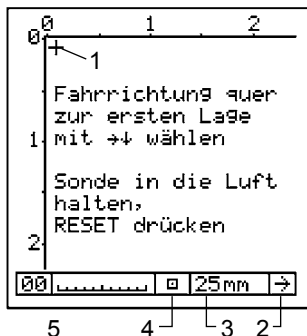 0 1 2
0
1
Fahrrichtung quer
zur ersten Lage
1
mit →↓ wählen
Sonde in die Luft
halten,
RESET drücken
2
00 25mm →
5 4 3 2